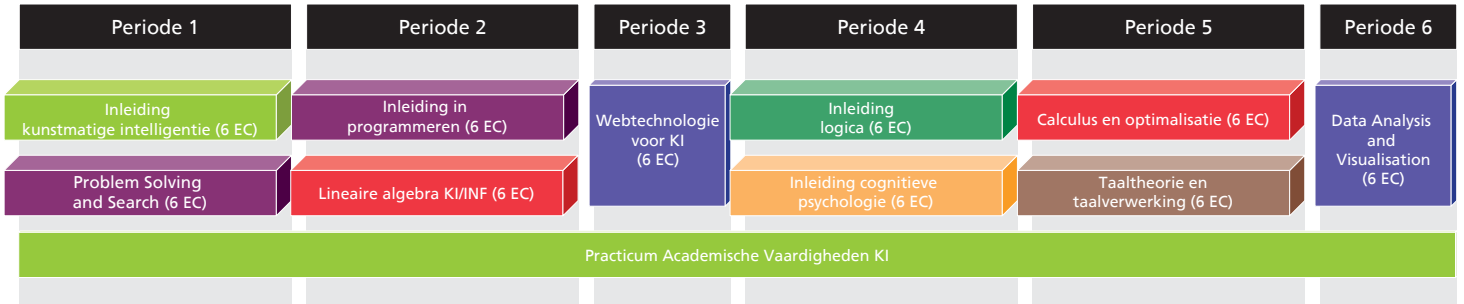 Periode 1
Periode 2
Periode 3
Periode 4
Periode 5
Periode 6
Inleiding
kunstmatige intelligentie (6 EC)
Inleiding in
programmeren (6 EC)
Webtechnologie
voor KI
(6 EC)
Inleiding
logica (6 EC)
Calculus en optimalisatie (6 EC)
Data Analysis
and
Visualisation
(6 EC)
Problem Solving
and Search (6 EC)
Lineaire algebra KI/INF (6 EC)
Inleiding cognitieve
psychologie (6 EC)
Taaltheorie en
taalverwerking (6 EC)
Practicum Academische Vaardigheden KI